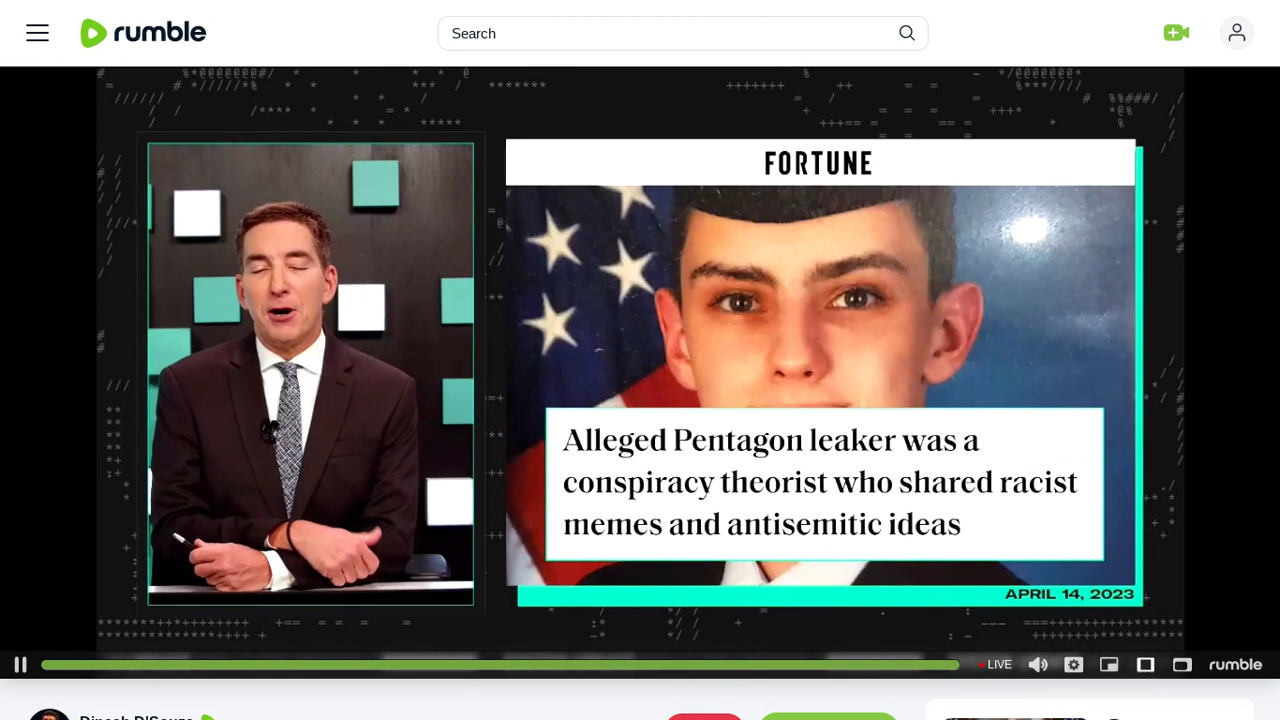 rumble
Search
FORTUNE
Alleged Pentagon leaker was a
conspiracy theorist who shared racist
memes and antisemitic ideas
APRIL 14, 2023
LIVE
rumble